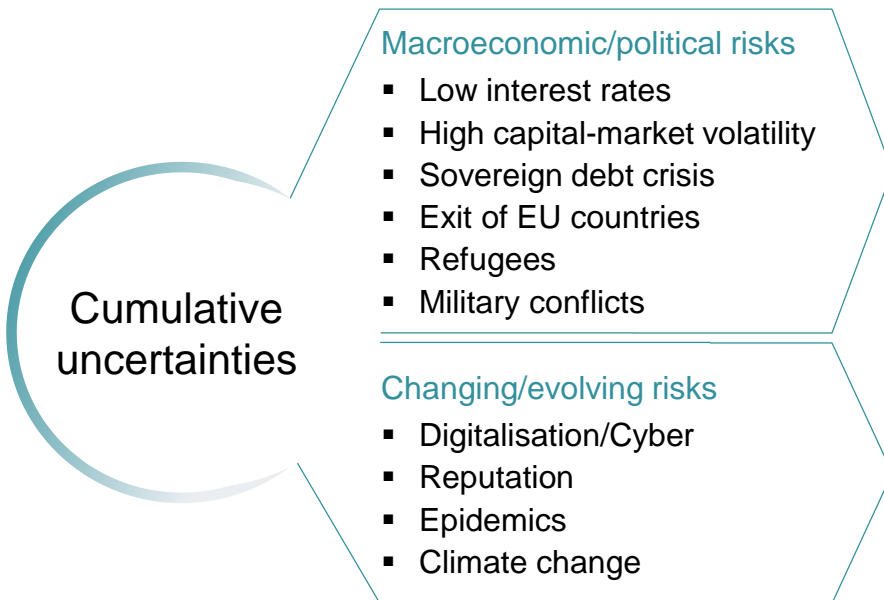 Macroeconomic/political risks
▪ Low interest rates
▪ High capital-market volatility
▪ Sovereign debt crisis
▪ Exit of EU countries
▪ Refugees
▪ Military conflicts
Cumulative
uncertainties
Changing/evolving risks
▪ Digitalisation/Cyber
▪ Reputation
▪ Epidemics
▪ Climate change